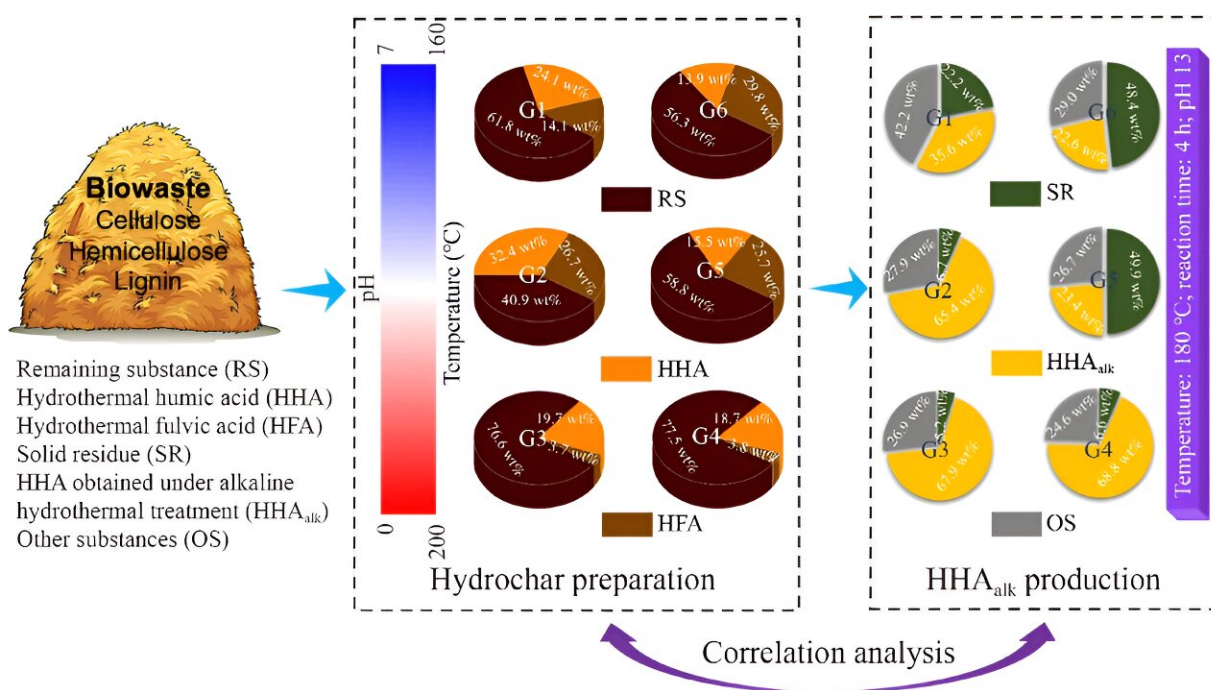 Biowaste
Cellulose
Hemicellulose
Lignin
Remaining substance (RS)
Hydrothermal humic acid (HHA)
Hydrothermal fulvic acid (HFA)
Solid residue (SR)
HHA obtained under alkaline
hydrothermal treatment (HHAalk)
Other substances (OS)
7
160
pH
Temperature (°C)
0
200
24.1 wt%
G1
14.1 wt%
61.8 wt%
13.9 wt%
29.8 wt%
G6
56.3 wt%
RS
32.4 wt%
26.7 wt%
G2
40.9 wt%
15.5 wt%
25.7 wt%
G5
58.8 wt%
HHA
19.7 wt%
G3
3.7 wt%
76.6 wt%
18.7 wt%
G4
3.8 wt%
77.5 wt%
HFA
Hydrochar preparation
22.2 wt%
42.2 wt%
G1
35.6 wt%
29.0 wt%
48.4 wt%
G6
22.6 wt%
SR
27.9 wt%
G2
65.4 wt%
26.7 wt%
49.9 wt%
G5
23.4 wt%
HHAalk
26.9 wt%
G3
67.9 wt%
24.6 wt%
6.6 wt%
G4
68.8 wt%
OS
HHAalk production
Temperature: 180 °C; reaction time: 4 h; pH 13
Correlation analysis